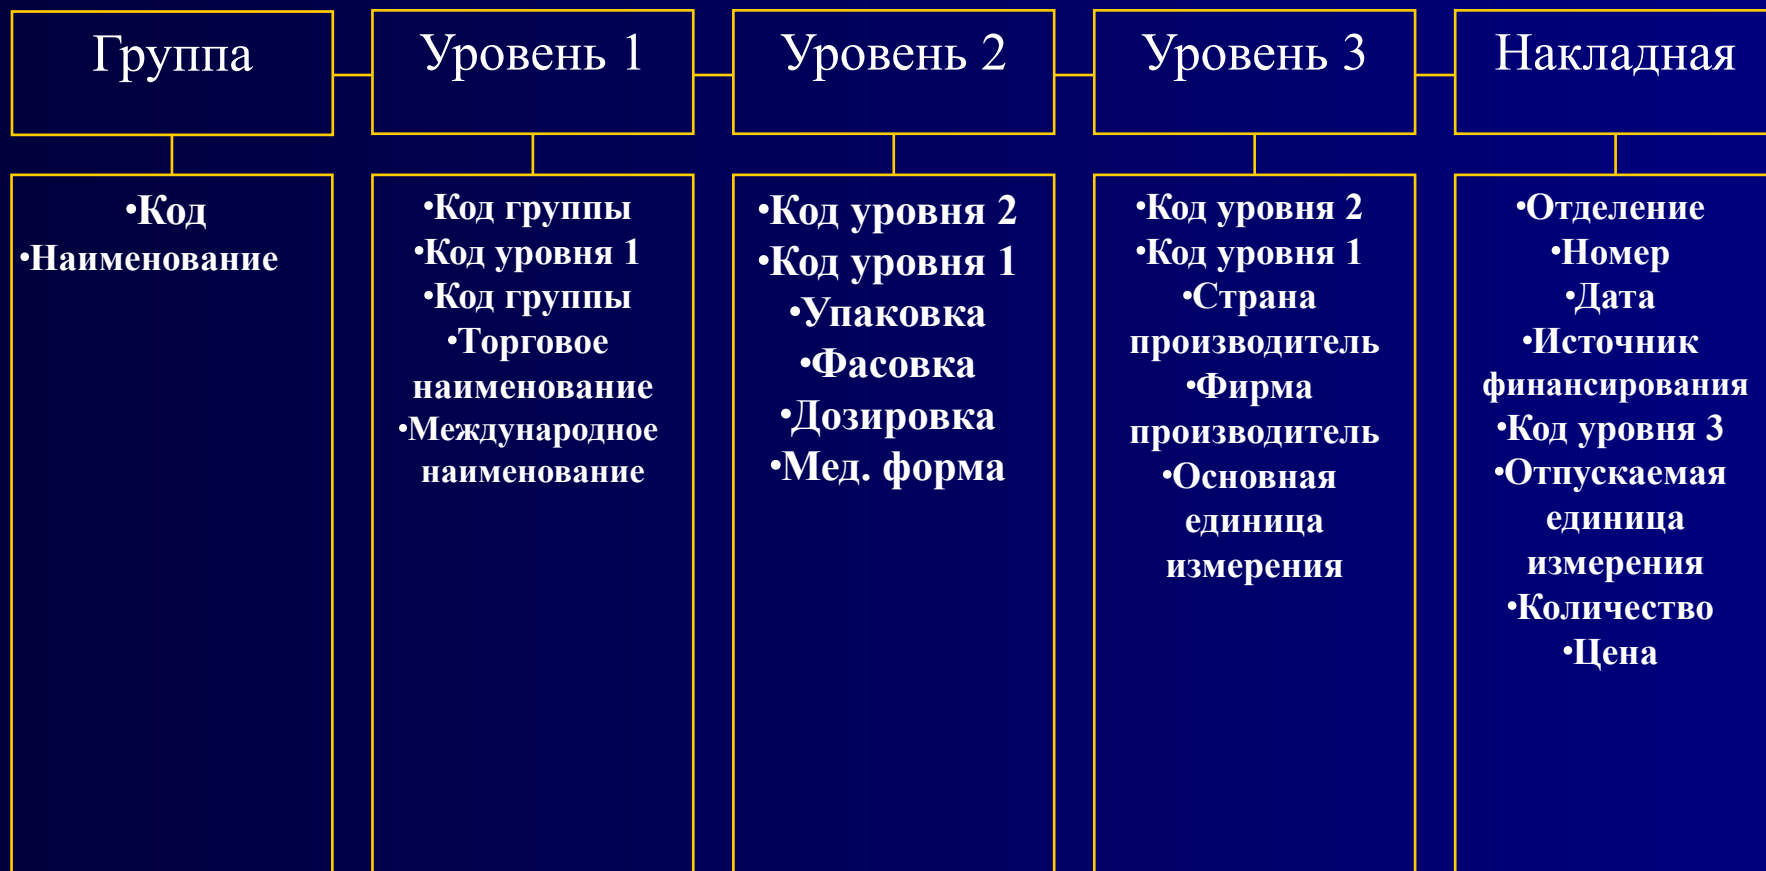 Группа
•Код
•Наименование
Уровень 1
•Код группы
•Код уровня 1
•Код группы
•Торговое
наименование
•Международное
наименование
Уровень 2
•Код уровня 2
•Код уровня 1
•Упаковка
•Фасовка
•Дозировка
•Мед. форма
Уровень 3
•Код уровня 2
•Код уровня 1
•Страна
производитель
•Фирма
производитель
•Основная
единица
измерения
Накладная
•Отделение
•Номер
•Дата
•Источник
финансирования
•Код уровня 3
•Отпускаемая
единица
измерения
•Количество
•Цена